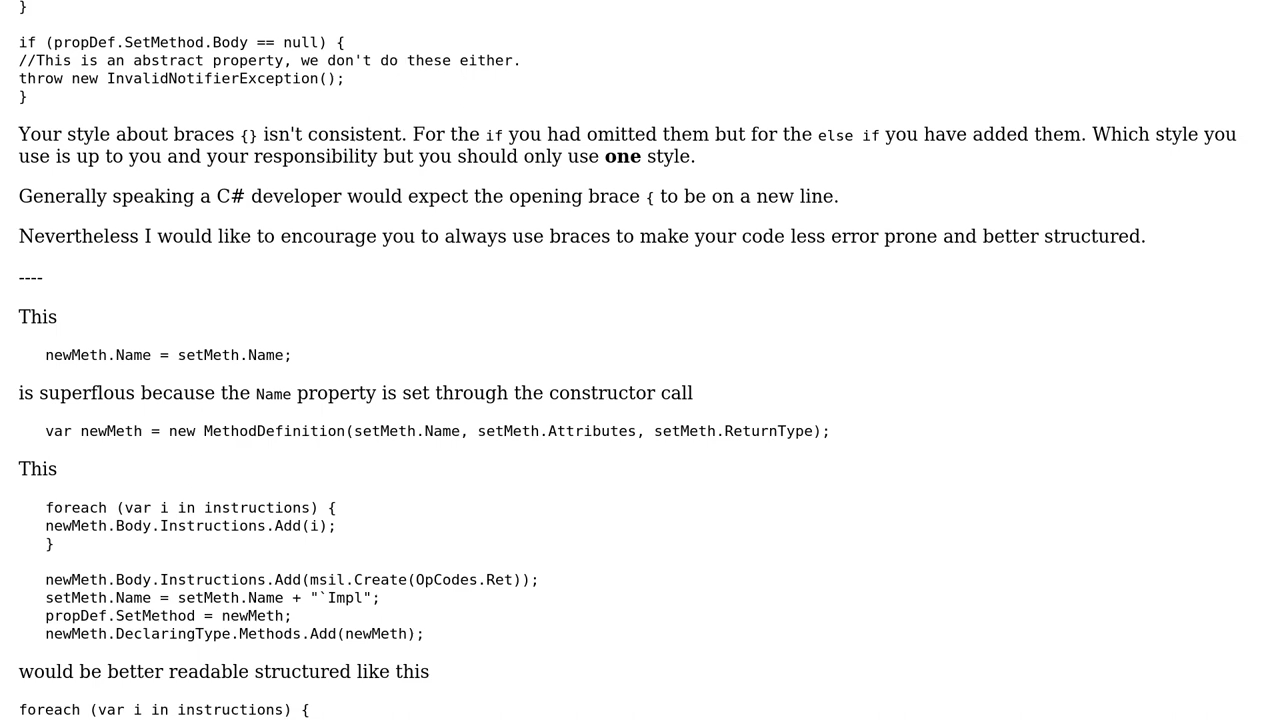 }
if (propDef.SetMethod.Body == null) {
//This is an abstract property, we don't do these either.
throw new InvalidNotifierException();
}
Your style about braces {} isn't consistent. For the if you had omitted them but for the else if you have added them. Which style you
use is up to you and your responsibility but you should only use one style.
Generally speaking a C# developer would expect the opening brace { to be on a new line.
Nevertheless I would like to encourage you to always use braces to make your code less error prone and better structured.
----
This
newMeth.Name = setMeth.Name;
is superflous because the Name property is set through the constructor call
var newMeth = new MethodDefinition(setMeth.Name, setMeth.Attributes, setMeth.ReturnType);
This
foreach (var i in instructions) {
newMeth.Body.Instructions.Add(i);
}
newMeth.Body.Instructions.Add(msil.Create(OpCodes.Ret));
setMeth.Name = setMeth.Name + "`Impl";
propDef.SetMethod = newMeth;
newMeth.DeclaringType.Methods.Add(newMeth);
would be better readable structured like this
foreach (var i in instructions) {